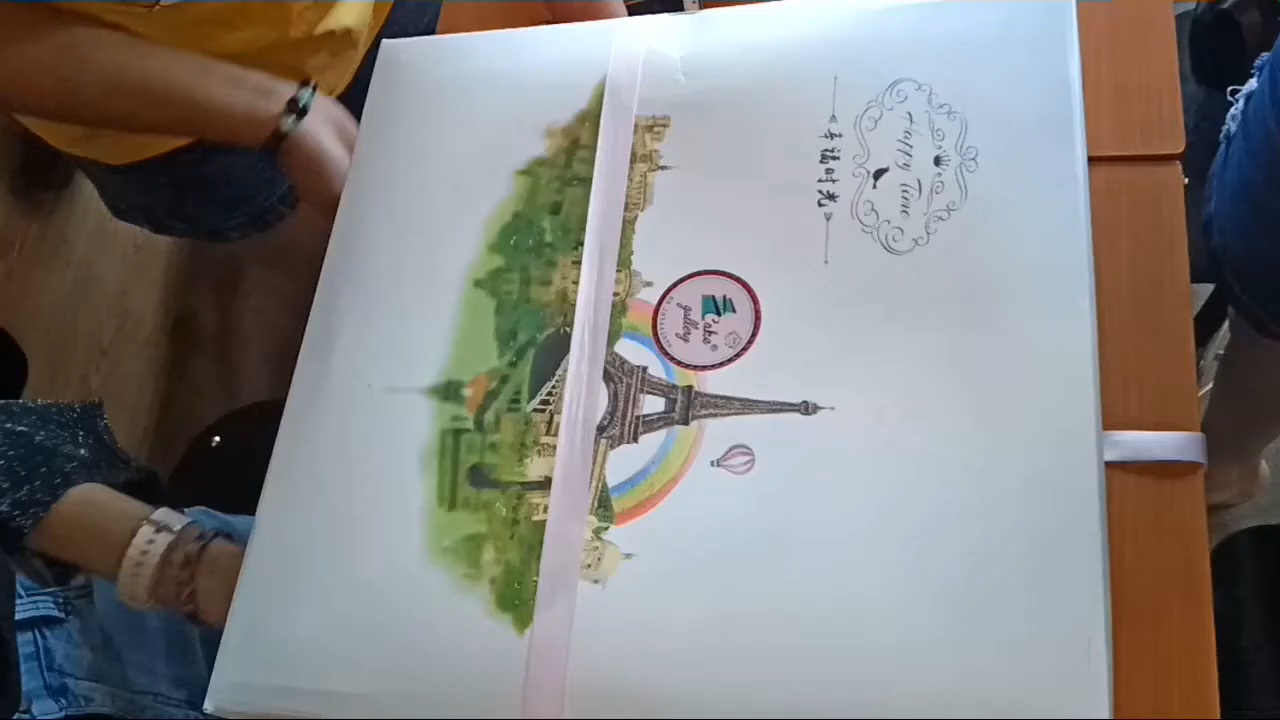 Happy Time
幸福时光
Cake®
gallery